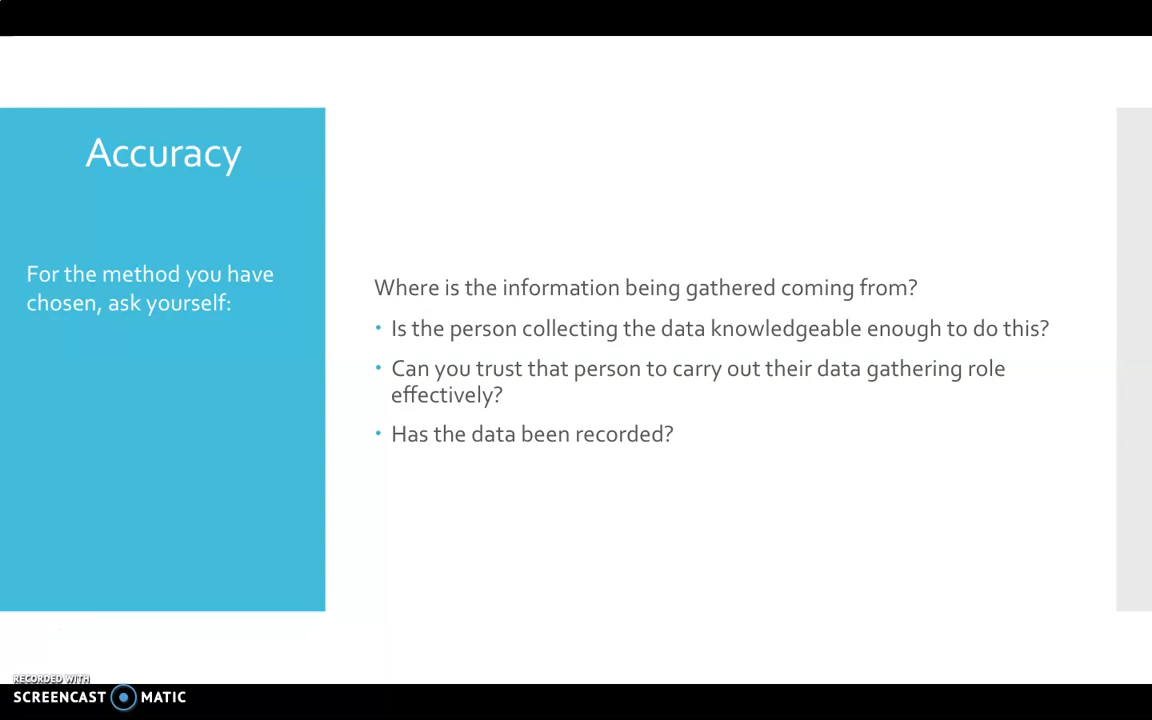 Accuracy
For the method you have
chosen, ask yourself:
Where is the information being gathered coming from?
• Is the person collecting the data knowledgeable enough to do this?
• Can you trust that person to carry out their data gathering role
effectively?
• Has the data been recorded?
RECORDED WITH
SCREENCAST MATIC